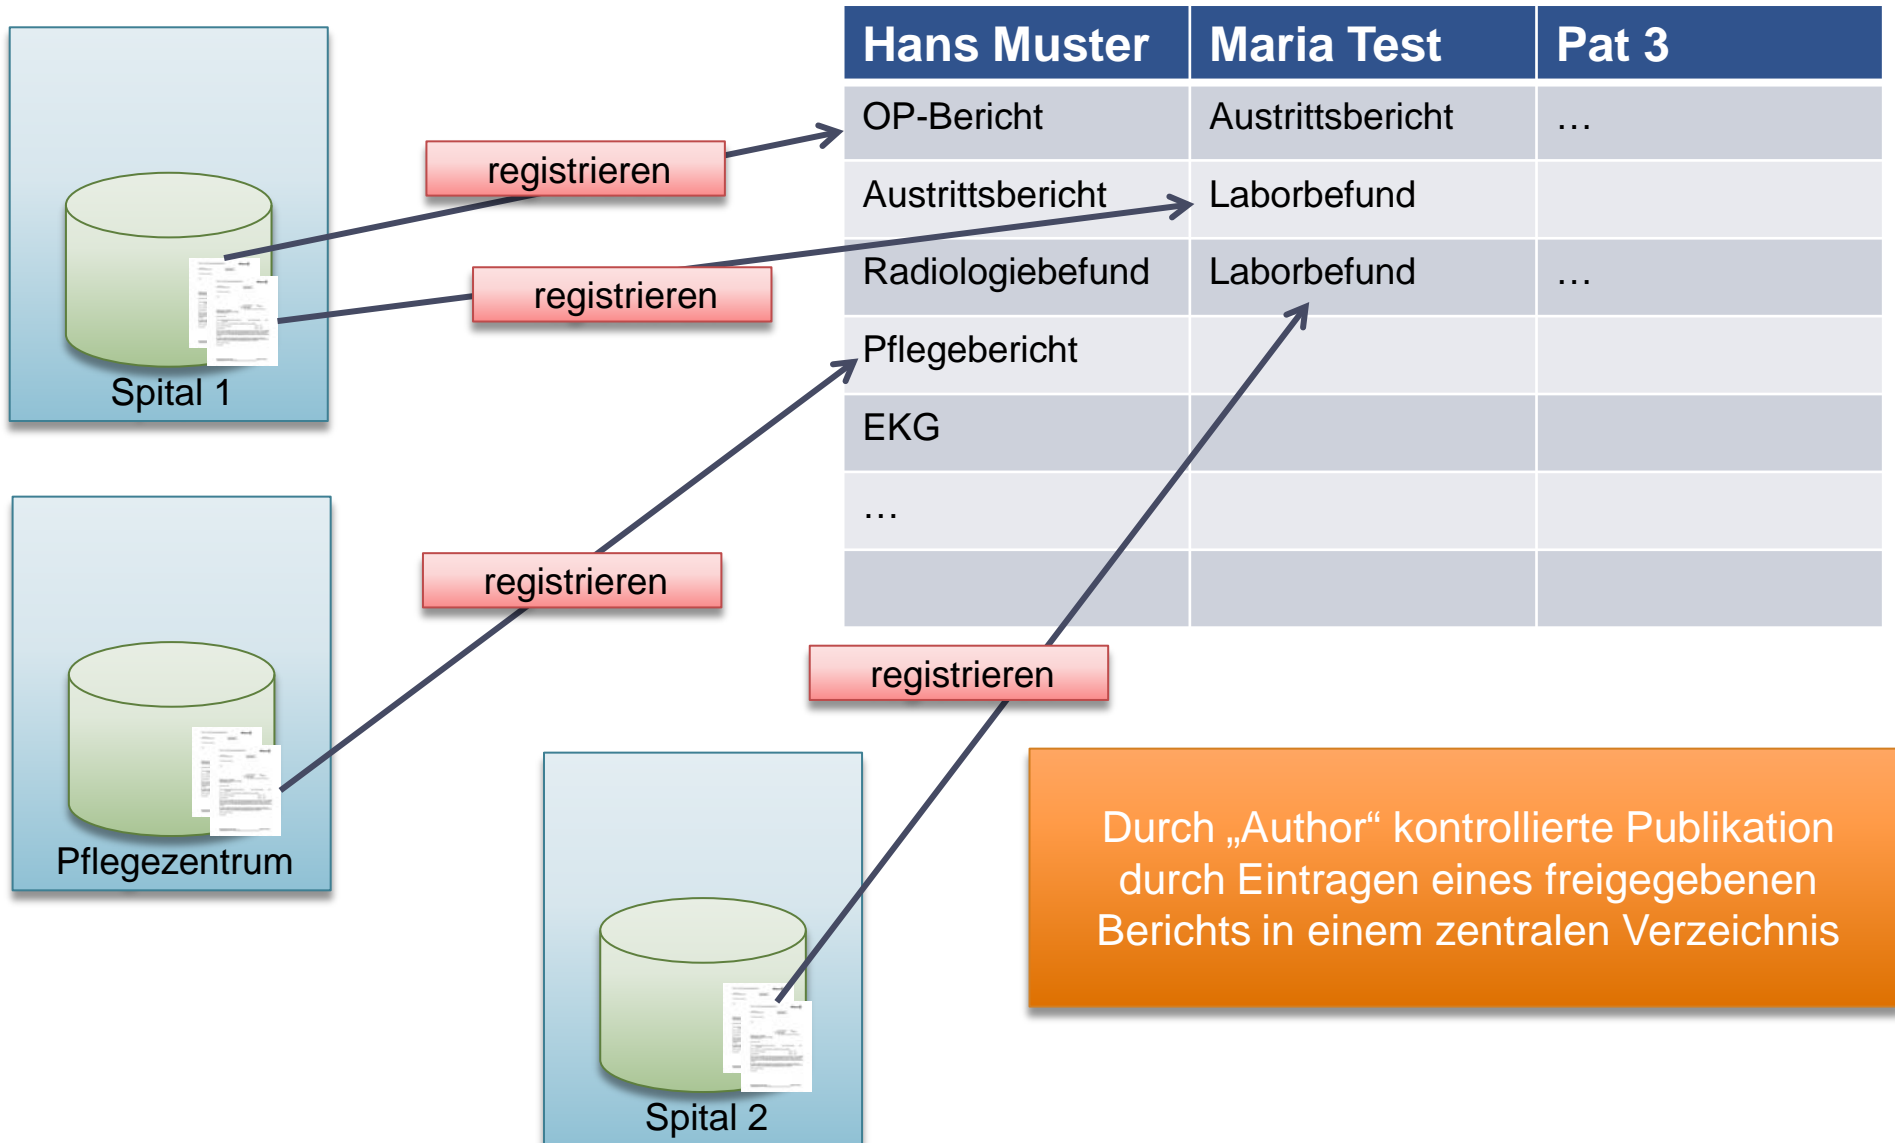 Hans Muster Maria Test Pat 3
OP-Bericht Austrittsbericht …
Austrittsbericht Laborbefund
Radiologiebefund Laborbefund …
Pflegebericht
EKG
…
registrieren
registrieren
Spital 1
registrieren
Pflegezentrum
registrieren
Spital 2
Durch „Author“ kontrollierte Publikation
durch Eintragen eines freigegebenen
Berichts in einem zentralen Verzeichnis